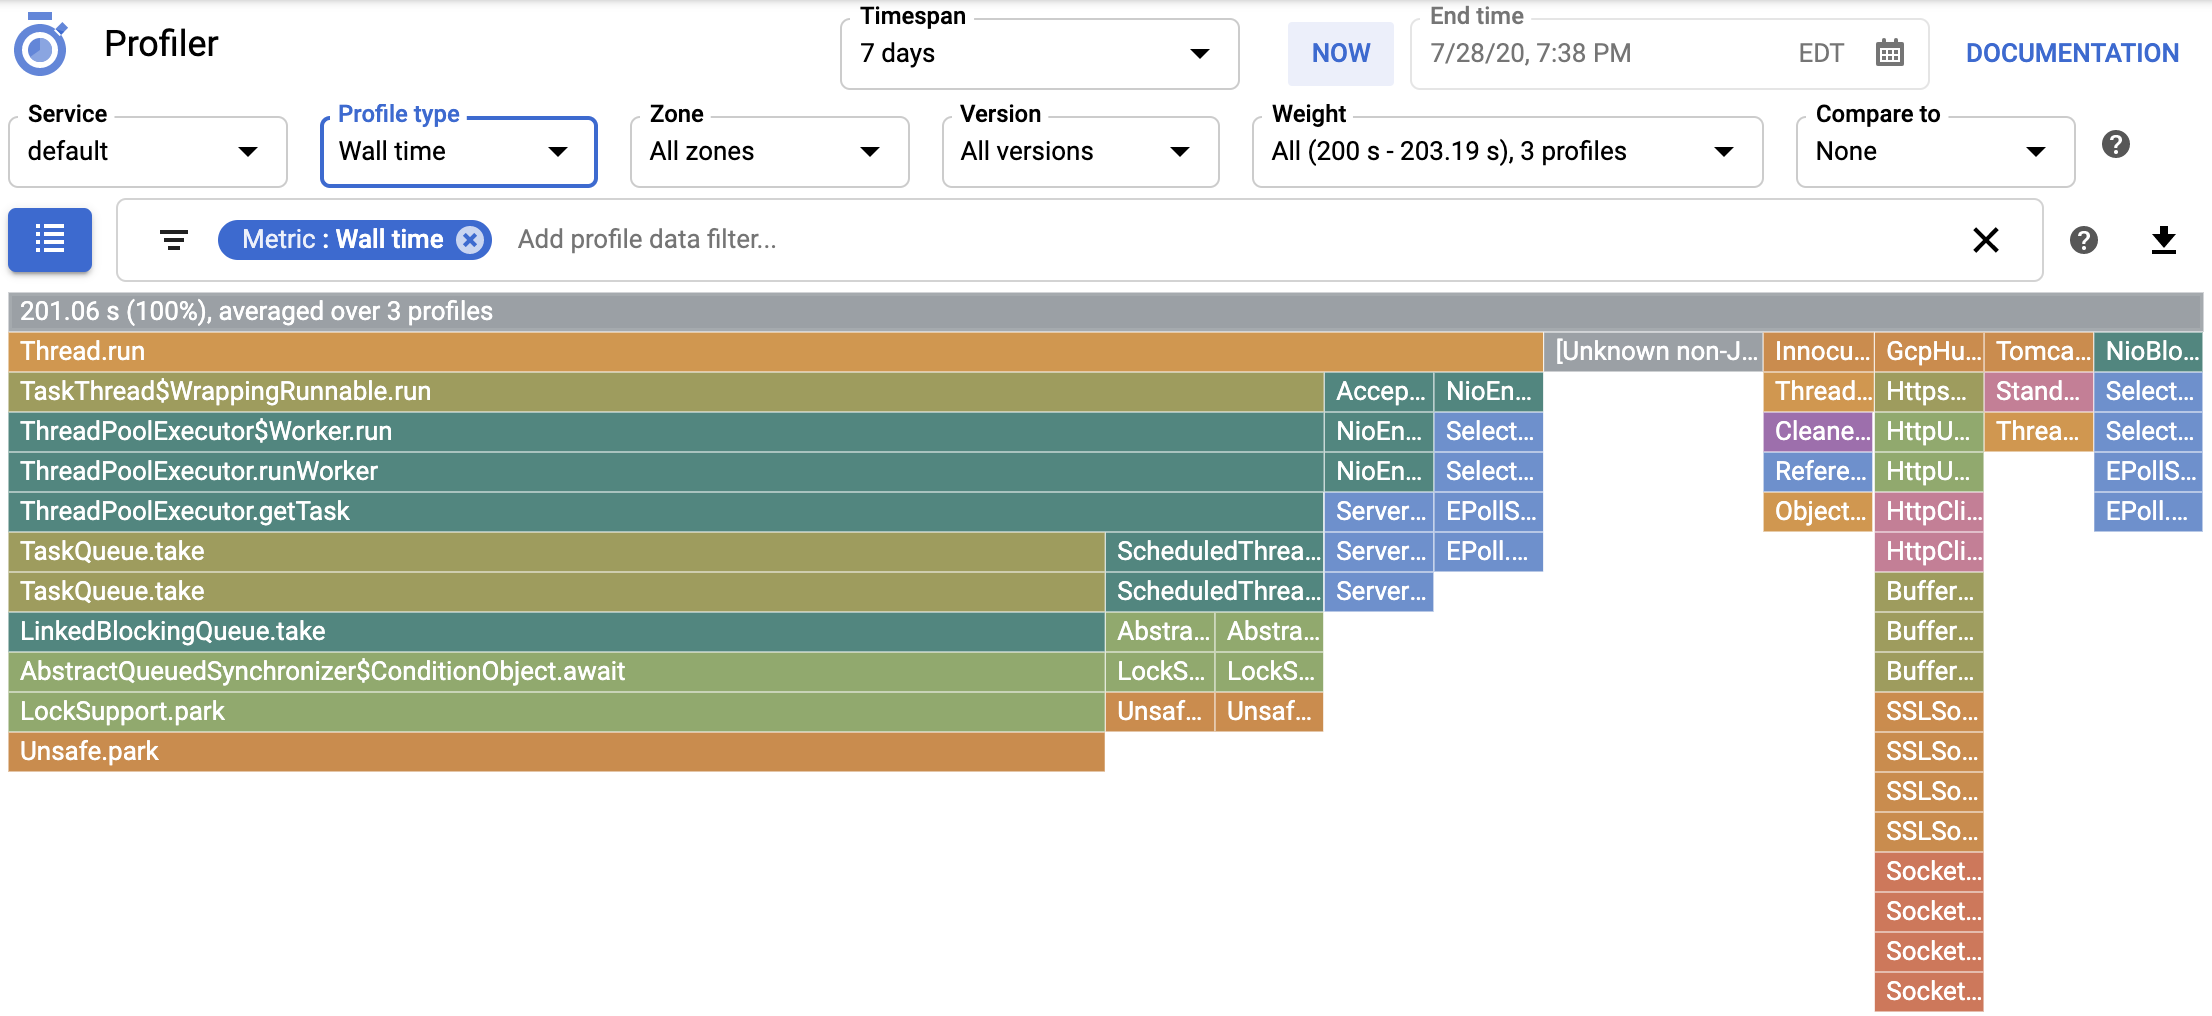 Profiler
Timespan
7 days
NOW
End time
7/28/20, 7:38 PM EDT
DOCUMENTATION
Service
default
Profile type
Wall time
Zone
All zones
Version
All versions
Weight
All (200 s - 203.19 s), 3 profiles
Compare to
None
?
Metric : Wall time
Add profile data filter...
?
201.06 s (100%), averaged over 3 profiles
Thread.run [Unknown non-J... Innocu... GcpHu... Tomca... NioBlo...
TaskThread$WrappingRunnable.run Accep... NioEn... Thread... Https... Stand... Select...
ThreadPoolExecutor$Worker.run NioEn... Select... Cleane... HttpU... Threa... Select...
ThreadPoolExecutor.runWorker NioEn... Select... Refere... HttpU... EPollS...
ThreadPoolExecutor.getTask Server... EPollS... Object... HttpCli... EPoll....
TaskQueue.take ScheduledThrea... Server... EPoll.... HttpCli...
TaskQueue.take ScheduledThrea... Server... Buffer...
LinkedBlockingQueue.take Abstra... Abstra... Buffer...
AbstractQueuedSynchronizer$ConditionObject.await LockS... LockS... Buffer...
LockSupport.park Unsaf... Unsaf... SSLSo...
Unsafe.park SSLSo...
SSLSo...
SSLSo...
Socket...
Socket...
Socket...
Socket...